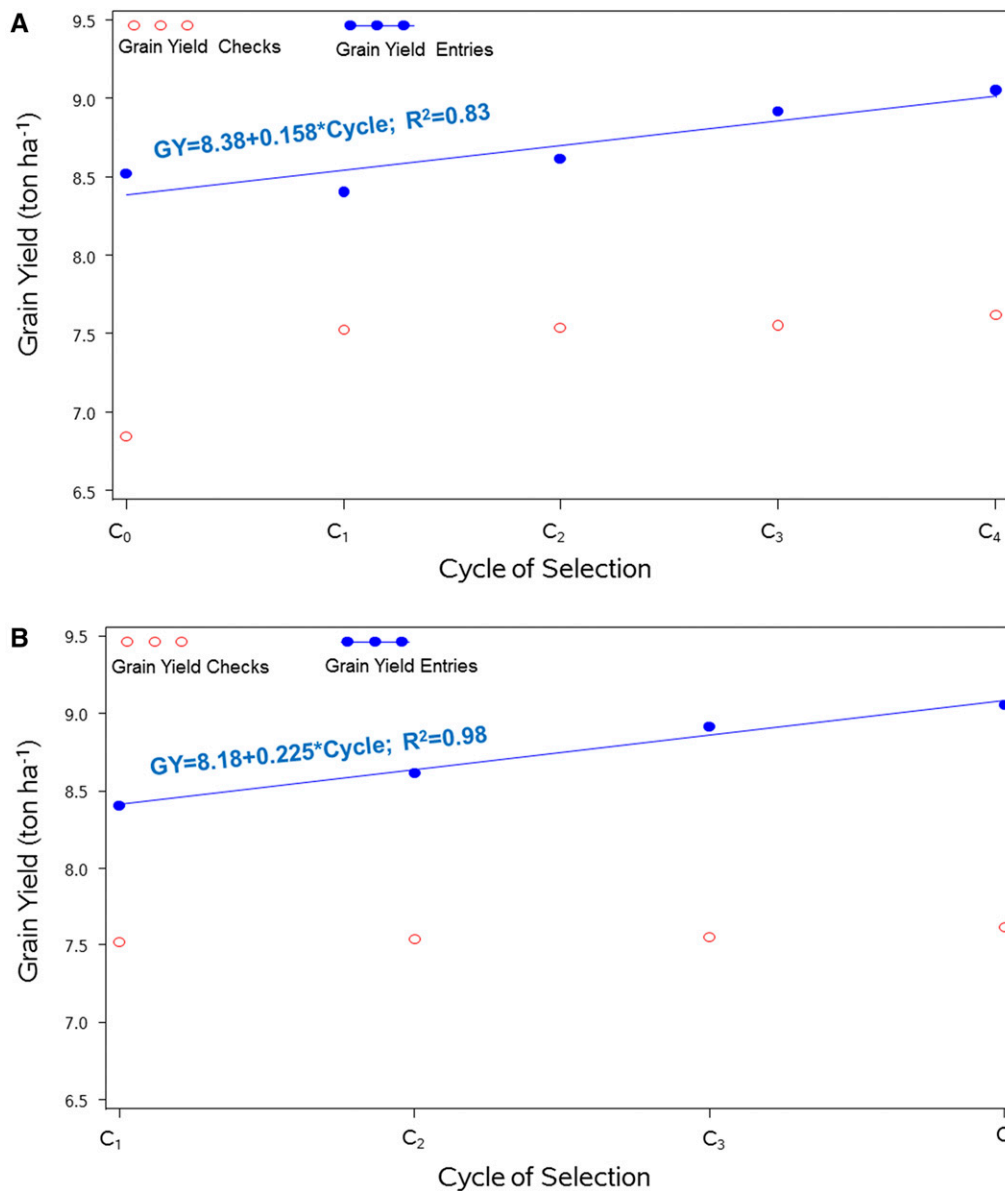 A
9.5
Grain Yield Checks
Grain Yield Entries
9.0
GY=8.38+0.158*Cycle; R²=0.83
8.5
8.0
7.5
7.0
6.5
Grain Yield (ton ha⁻¹)
C₀ C₁ C₂ C₃ C₄
Cycle of Selection
B
9.5
Grain Yield Checks
Grain Yield Entries
9.0
GY=8.18+0.225*Cycle; R²=0.98
8.5
8.0
7.5
7.0
6.5
Grain Yield (ton ha⁻¹)
C₁ C₂ C₃
Cycle of Selection